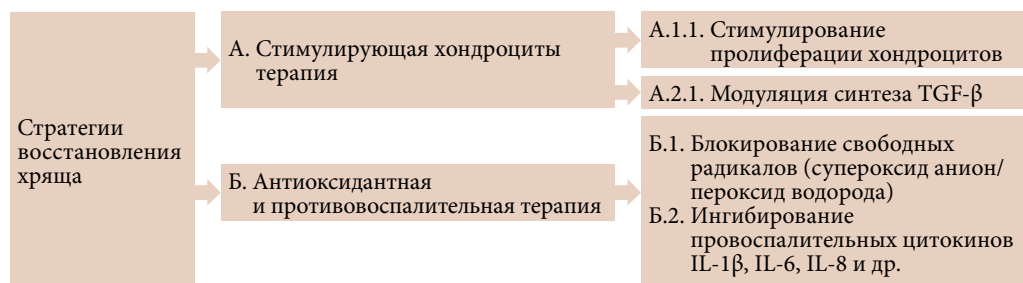 Стратегии
восстановления
хряща
А. Стимулирующая хондроциты
терапия
А.1.1. Стимулирование
пролиферации хондроцитов
А.2.1. Модуляция синтеза TGF-β
Б. Антиоксидантная
и противовоспалительная терапия
Б.1. Блокирование свободных
радикалов (супероксид анион/
пероксид водорода)
Б.2. Ингибирование
провоспалительных цитокинов
IL-1β, IL-6, IL-8 и др.